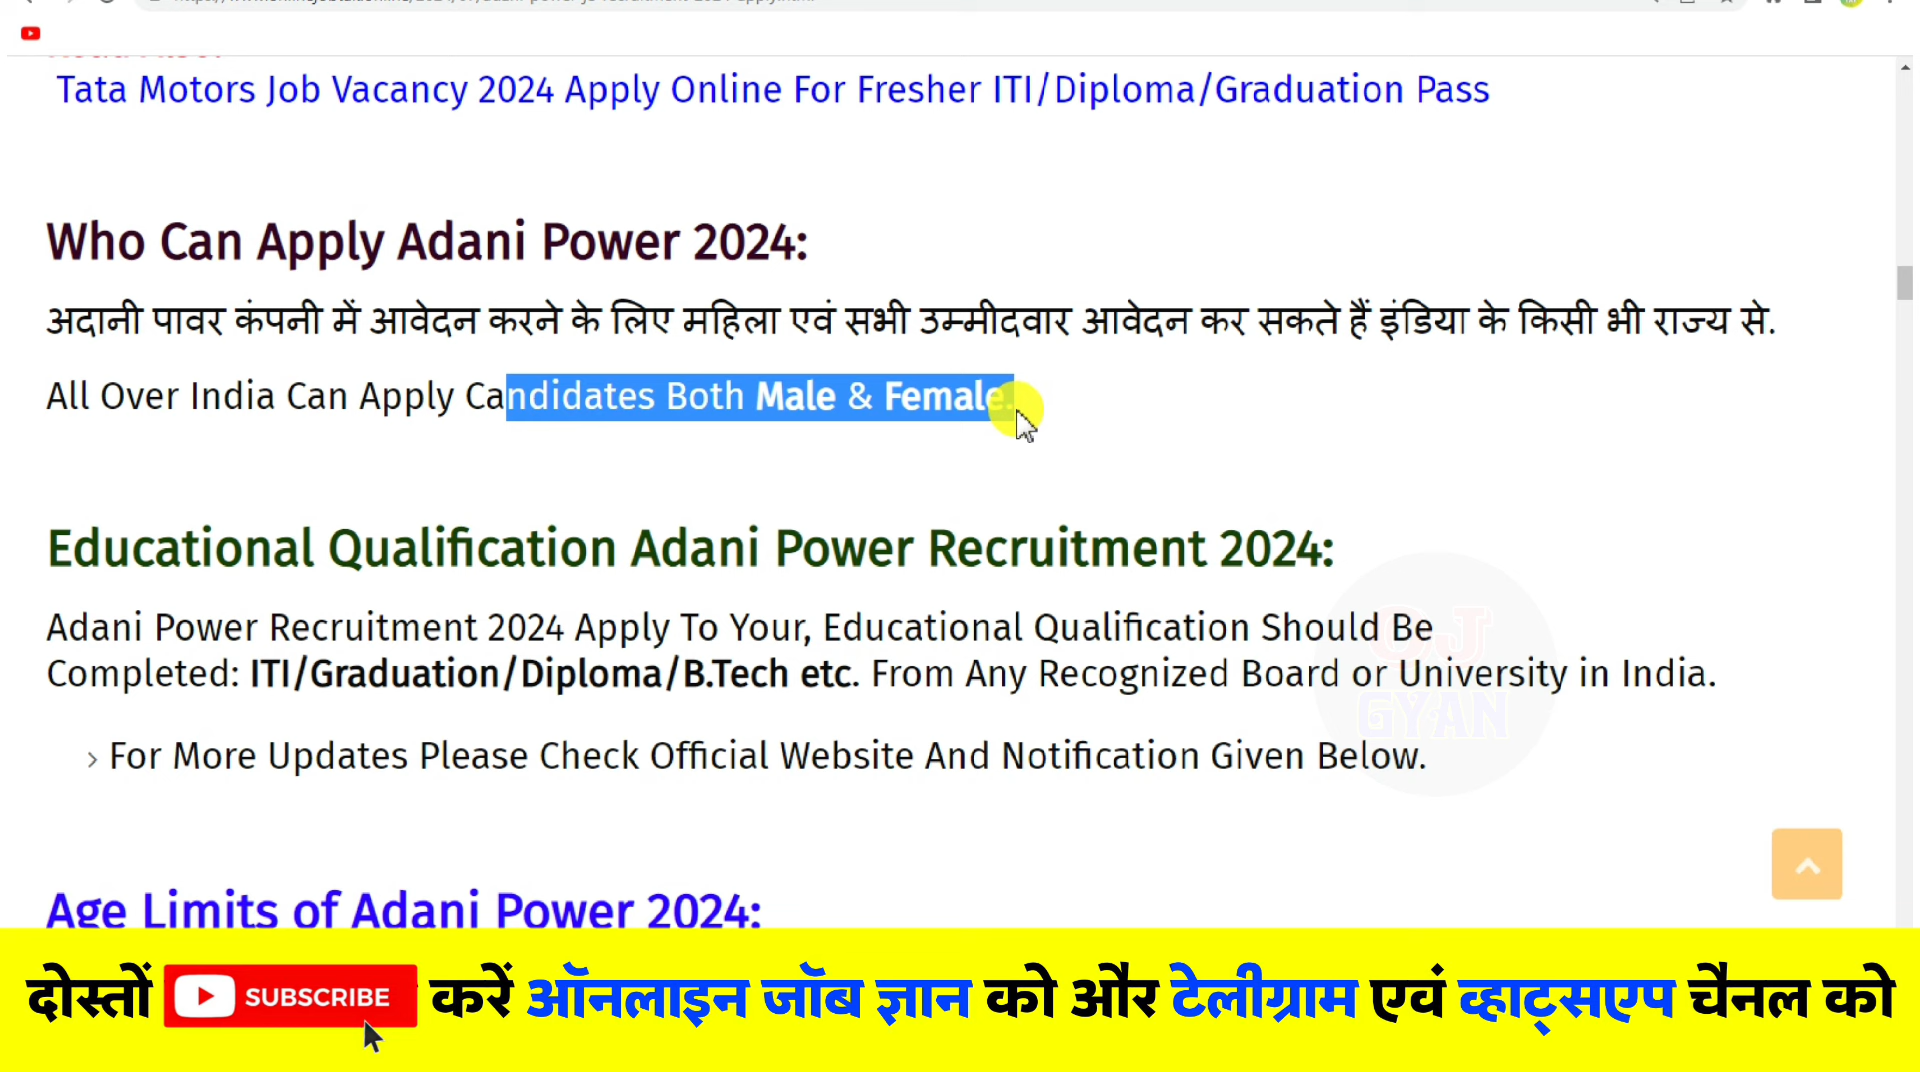 Tata Motors Job Vacancy 2024 Apply Online For Fresher ITI/Diploma/Graduation Pass
Who Can Apply Adani Power 2024:
अदानी पावर कंपनी में आवेदन करने के लिए महिला एवं सभी उम्मीदवार आवेदन कर सकते हैं इंडिया के किसी भी राज्य से.
All Over India Can Apply Candidates Both Male & Female.
Educational Qualification Adani Power Recruitment 2024:
Adani Power Recruitment 2024 Apply To Your, Educational Qualification Should Be
Completed: ITI/Graduation/Diploma/B.Tech etc. From Any Recognized Board or University in India.
For More Updates Please Check Official Website And Notification Given Below.
OJ
GYAN
Age Limits of Adani Power 2024:
दोस्तों SUBSCRIBE करें ऑनलाइन जॉब ज्ञान को और टेलीग्राम एवं व्हाट्सएप चैनल को